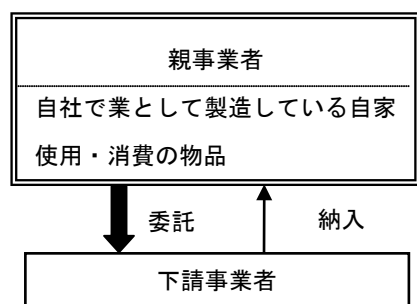 親事業者
自社で業として製造している自家
使用・消費の物品
委託
納入
下請事業者